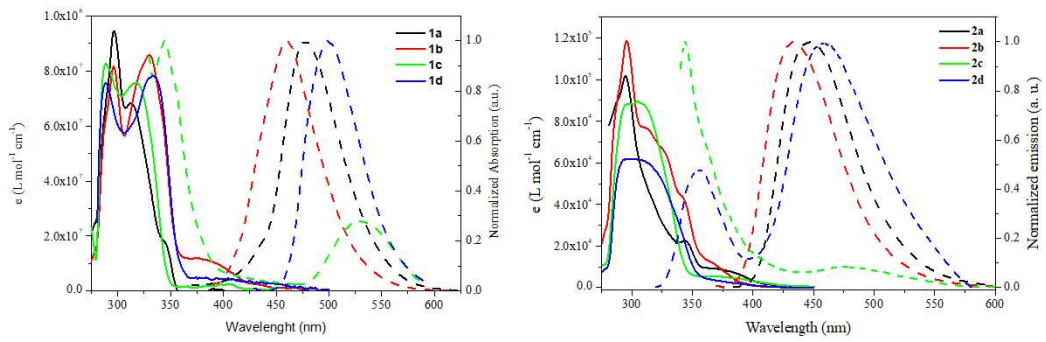 1.0x10⁸
8.0x10⁷
6.0x10⁷
4.0x10⁷
2.0x10⁷
0.0
e (L mol⁻¹ cm⁻¹)
300 350 400 450 500 550 600
Wavelenght (nm)
1.0
0.8
0.6
0.4
0.2
0.0
Normalized Absorption (a.u.)
1a
1b
1c
1d
1.2x10⁵
1.0x10⁵
8.0x10⁴
6.0x10⁴
4.0x10⁴
2.0x10⁴
0.0
e (L mol⁻¹ cm⁻¹)
300 350 400 450 500 550 600
Wavelength (nm)
1.0
0.8
0.6
0.4
0.2
0.0
Normalized emission (a. u.)
2a
2b
2c
2d